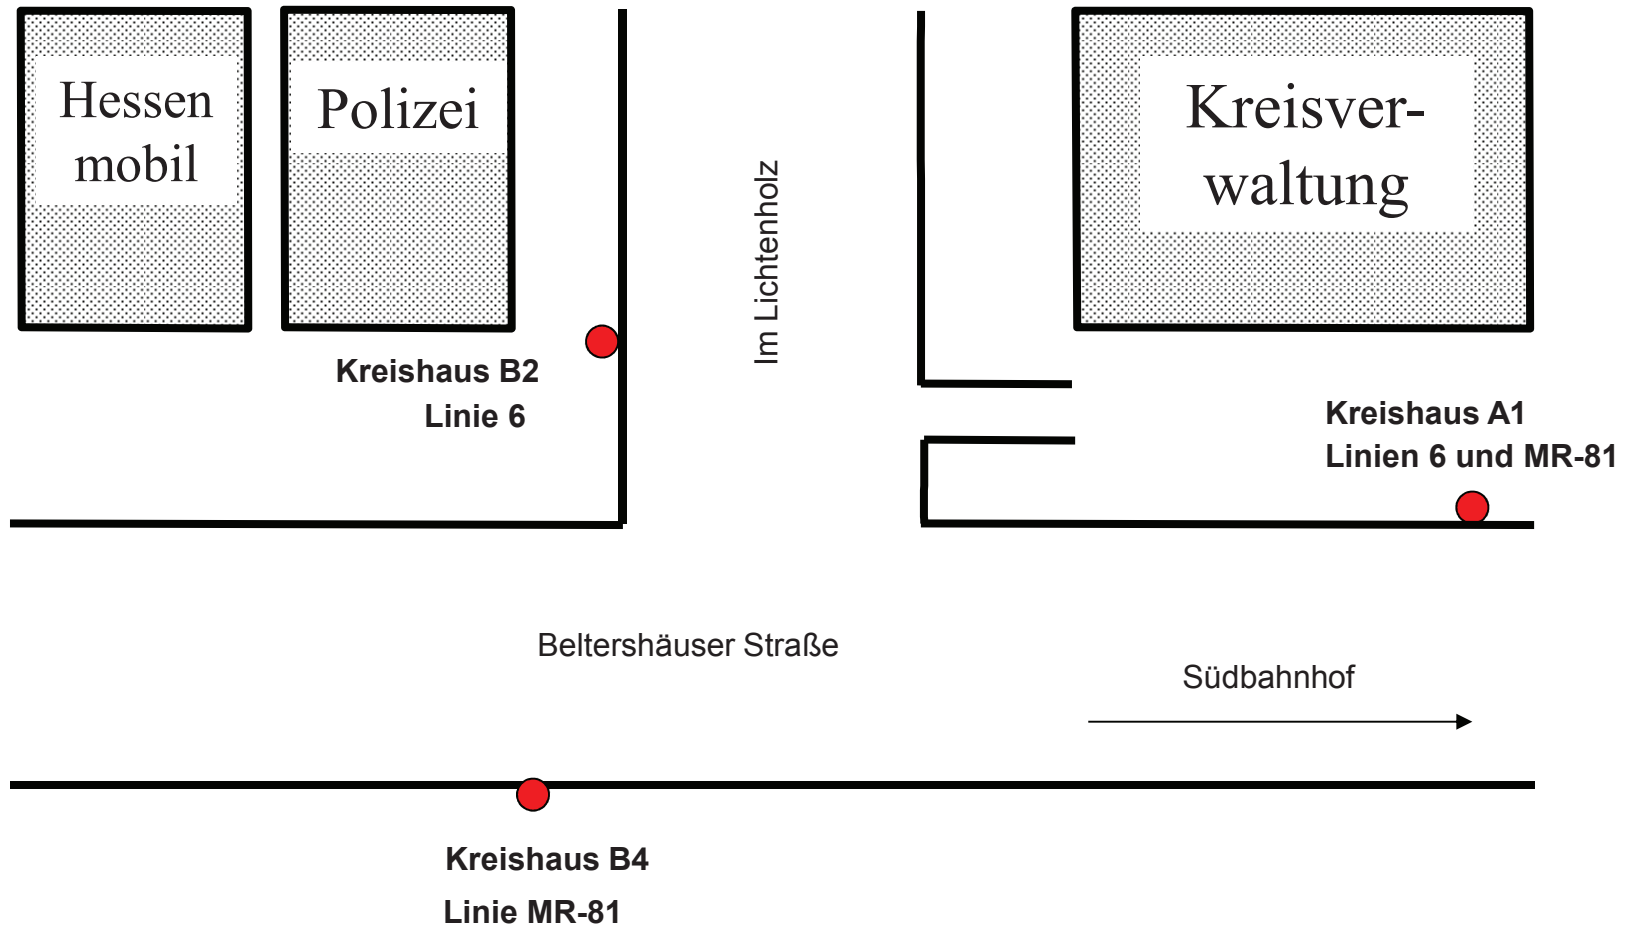 Hessen
mobil
Polizei
Kreisver-
waltung
Im Lichtenholz
Kreishaus B2
Linie 6
Kreishaus A1
Linien 6 und MR-81
Beltershäuser Straße
Südbahnhof
Kreishaus B4
Linie MR-81